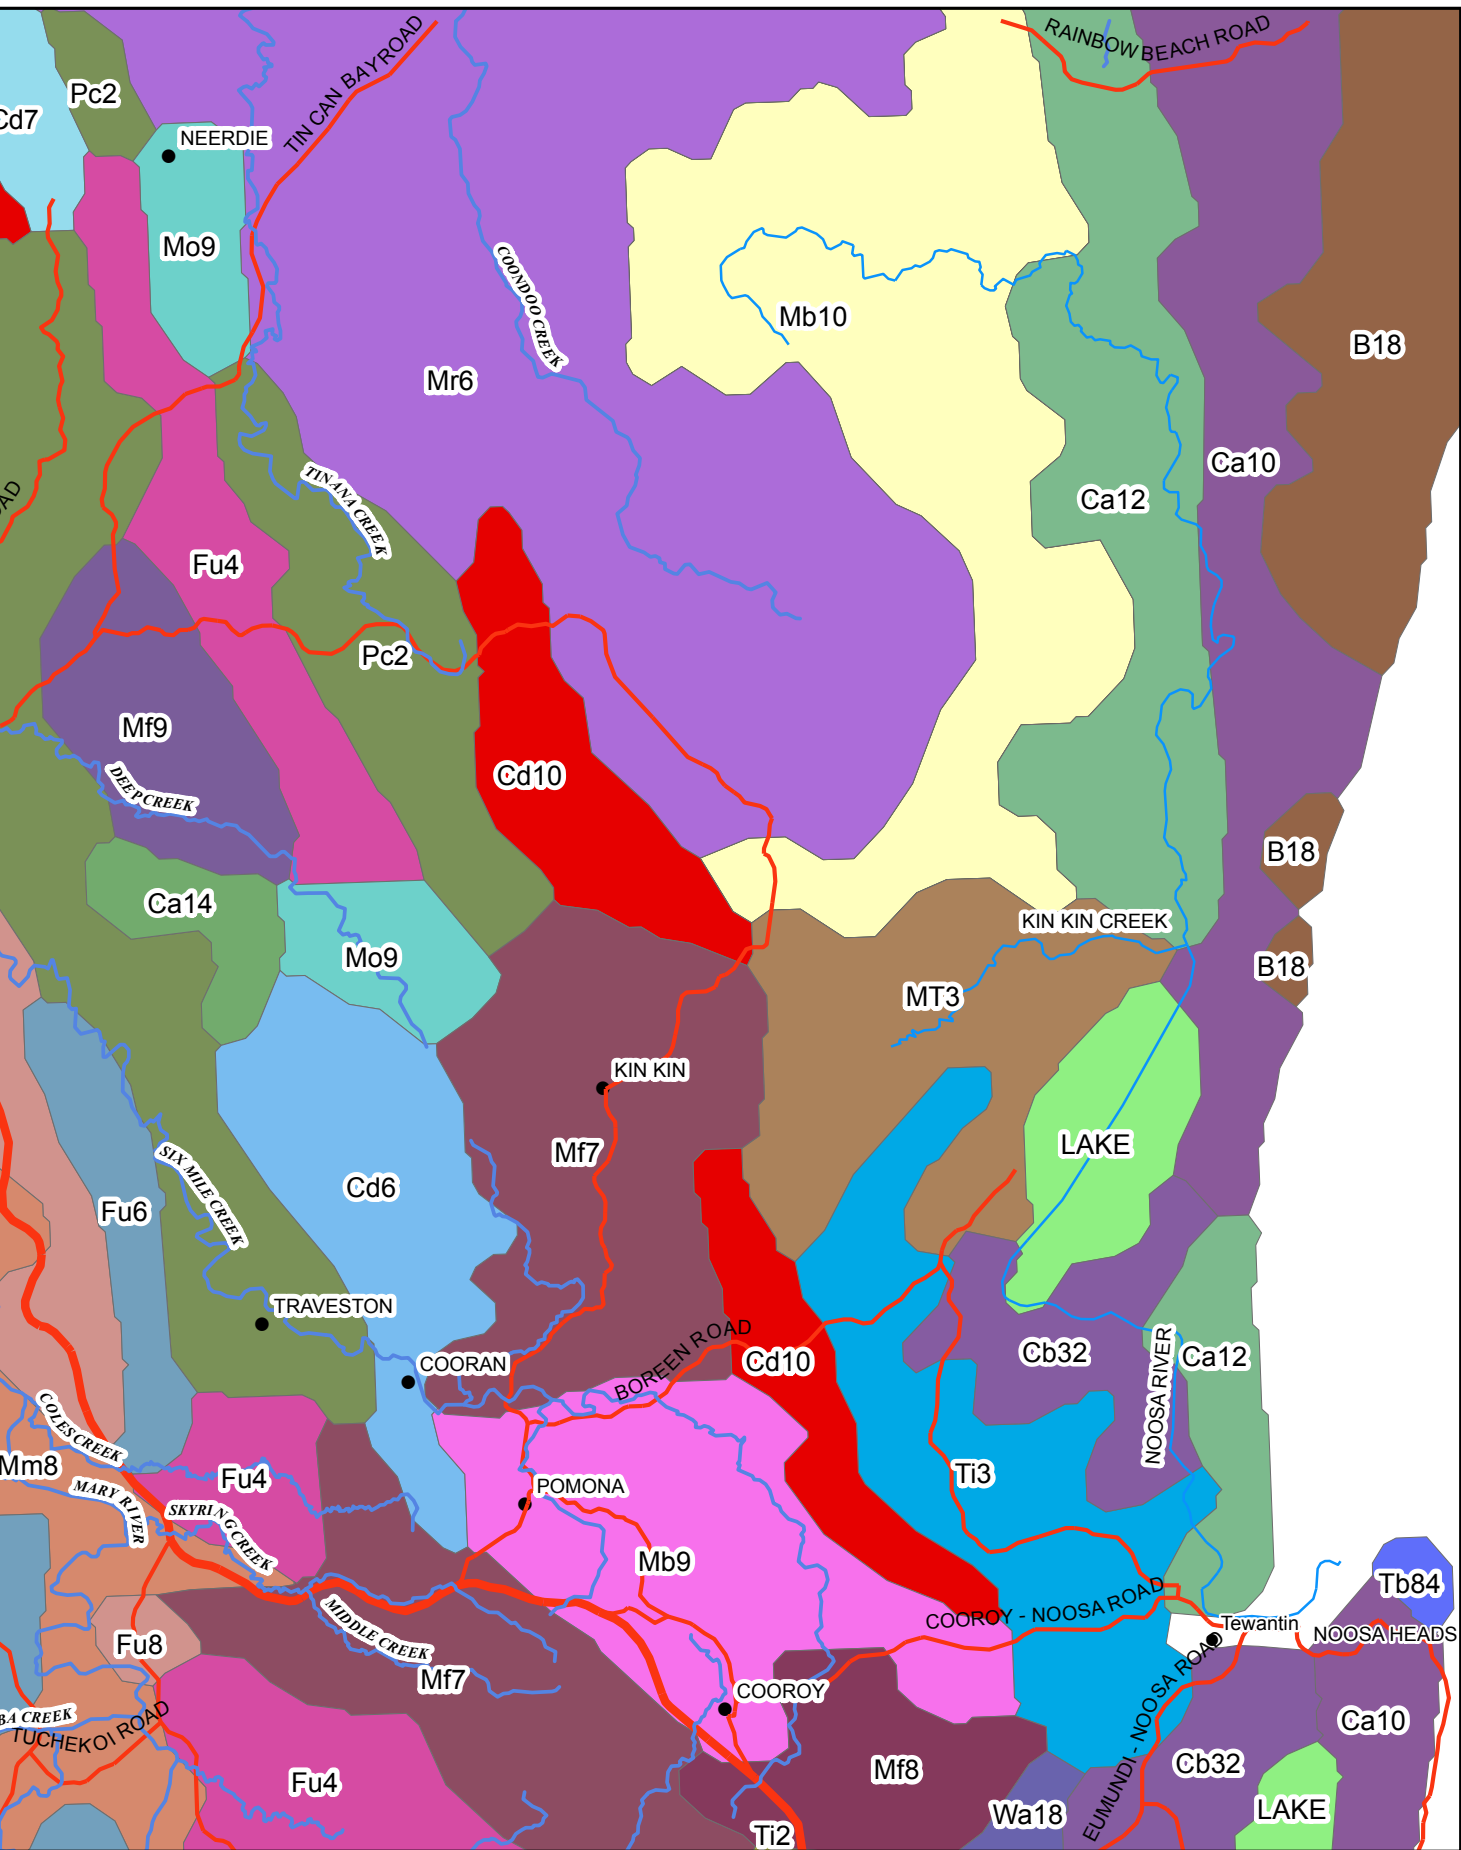 RAINBOW BEACH ROAD
TIN CAN BAY ROAD
Pc2
Cd7
NEERDIE
Mo9
COONDOO CREEK
Mb10
B18
Mr6
Ca10
Ca12
TINANA CREEK
OAD
Fu4
Pc2
Mf9
Cd10
DEEP CREEK
B18
Ca14
KIN KIN CREEK
Mo9
B18
MT3
KIN KIN
LAKE
Mf7
SIX MILE CREEK
Cd6
Fu6
TRAVESTON
BOREEN ROAD
COORAN
Cd10
Cb32
NOOSA RIVER
Ca12
COLES CREEK
Mm8
Fu4
Ti3
POMONA
MARY RIVER
SKYRING CREEK
Mb9
Tb84
COOROY - NOOSA ROAD
MIDDLE CREEK
Tewantin
NOOSA HEADS
Fu8
Mf7
COOROY
EUMUNDI - NOOSA ROAD
BA CREEK
TUCHEKOI ROAD
Ca10
Cb32
Mf8
Fu4
LAKE
Wa18
Ti2